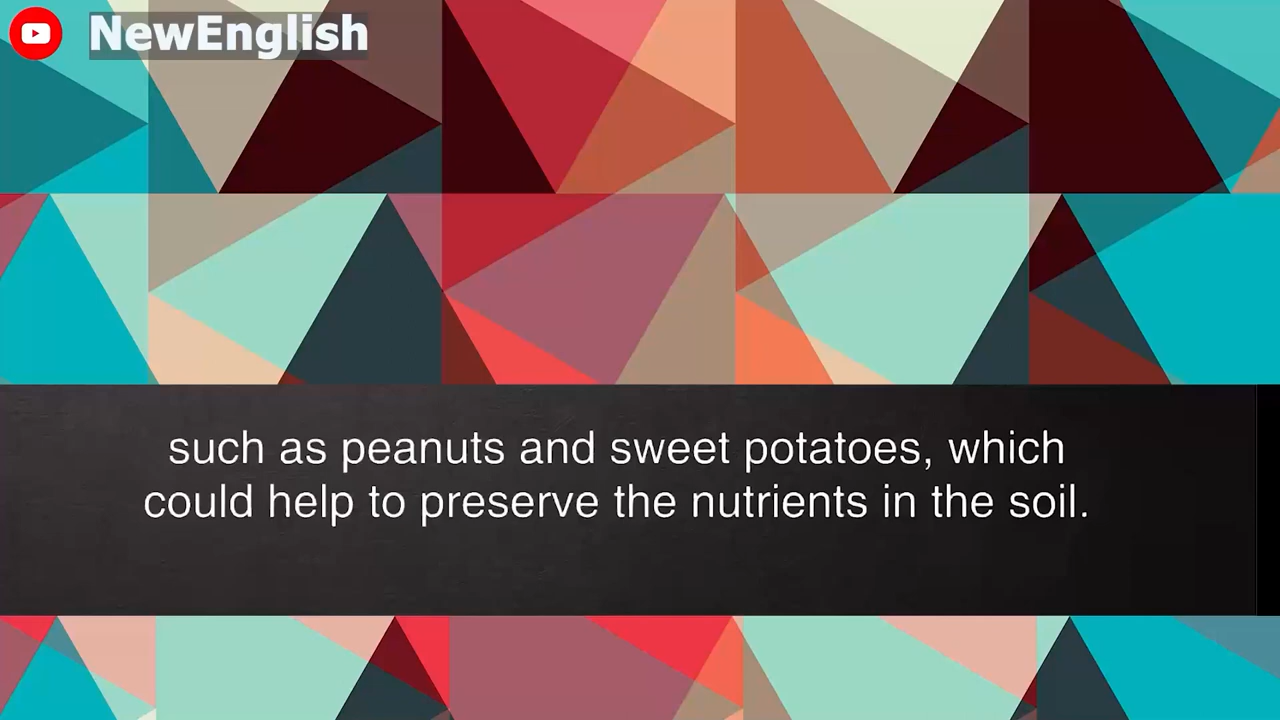 NewEnglish
such as peanuts and sweet potatoes, which
could help to preserve the nutrients in the soil.